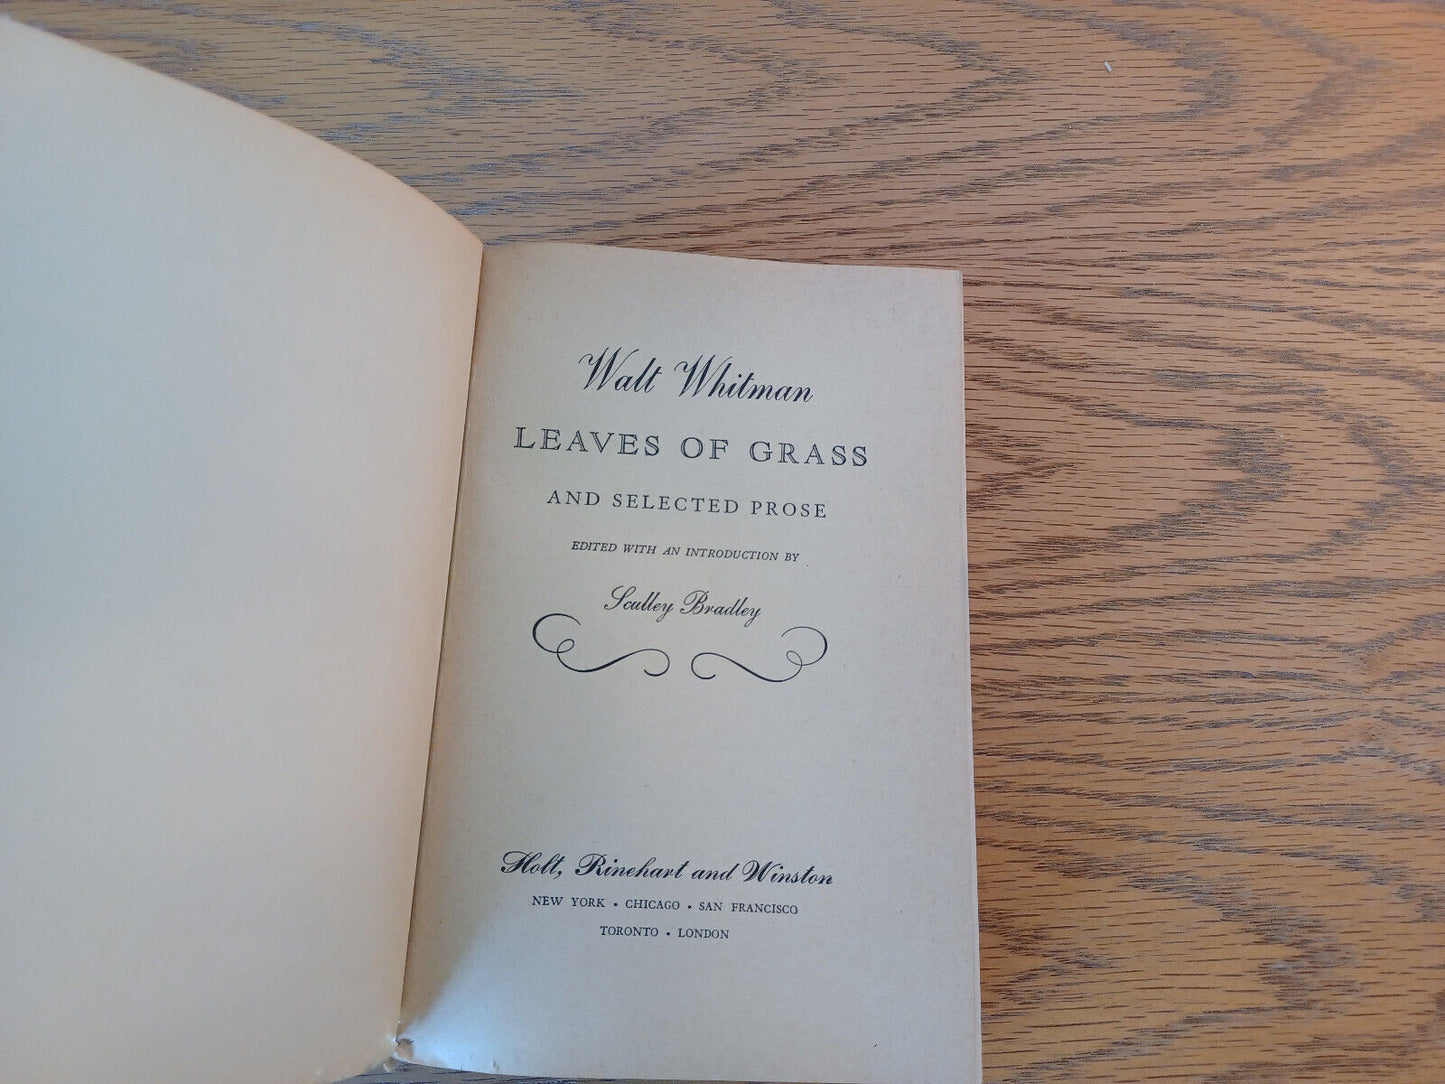 Walt Whitman
LEAVES OF GRASS
AND SELECTED PROSE
EDITED WITH AN INTRODUCTION BY
Sculley Bradley
Holt, Rinehart and Winston
NEW YORK • CHICAGO • SAN FRANCISCO
TORONTO • LONDON